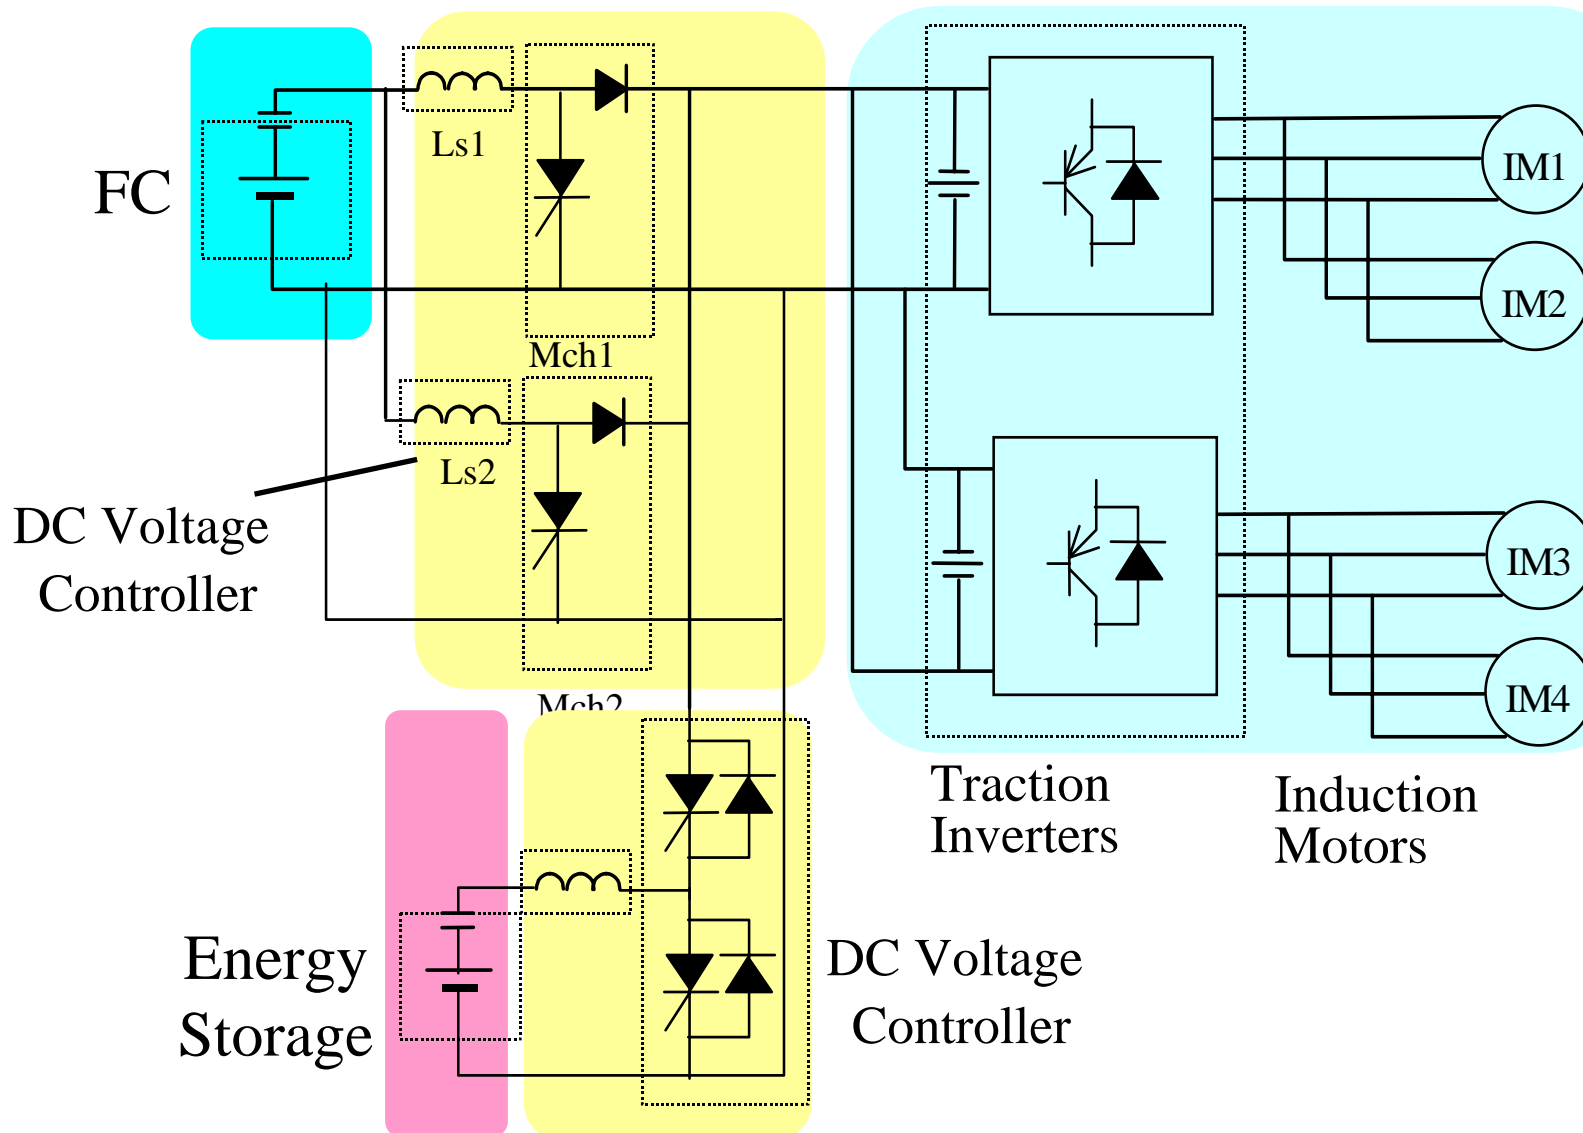 Ls1
FC
IM1
IM2
Mch1
Ls2
DC Voltage
Controller
IM3
IM4
Mch2
Traction
Inverters
Induction
Motors
Energy
Storage
DC Voltage
Controller